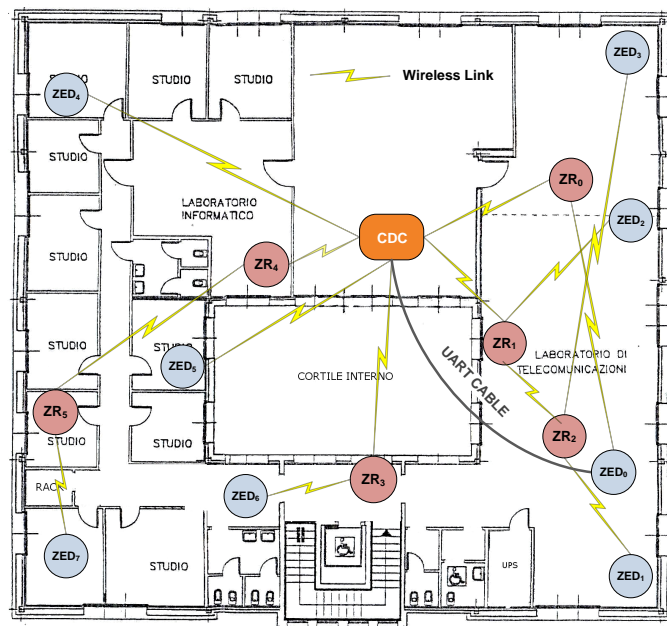 STUDIO
STUDIO
STUDIO
Wireless Link
ZED3
ZED4
STUDIO
ZR0
LABORATORIO
INFORMATICO
STUDIO
ZED2
CDC
ZR4
STUDIO
STUDIO
ZR1
LABORATORIO DI
TELECOMUNICAZIONI
ZED5
CORTILE INTERNO
UART CABLE
ZR5
STUDIO
STUDIO
ZR2
ZED0
ZR3
RACK
ZED6
ZED7
STUDIO
UPS
ZED1